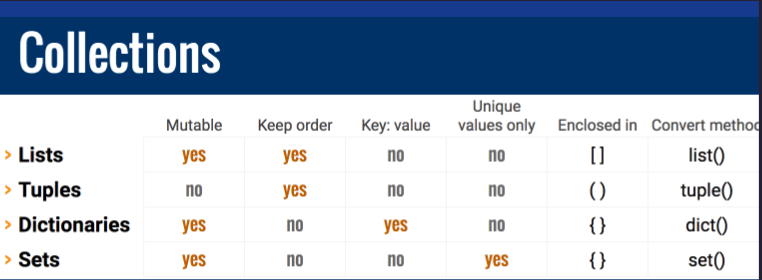 Collections
Unique
Mutable Keep order Key: value values only Enclosed in Convert method
> Lists yes yes no no [ ] list()
> Tuples no yes no no ( ) tuple()
> Dictionaries yes no yes no { } dict()
> Sets yes no no yes { } set()